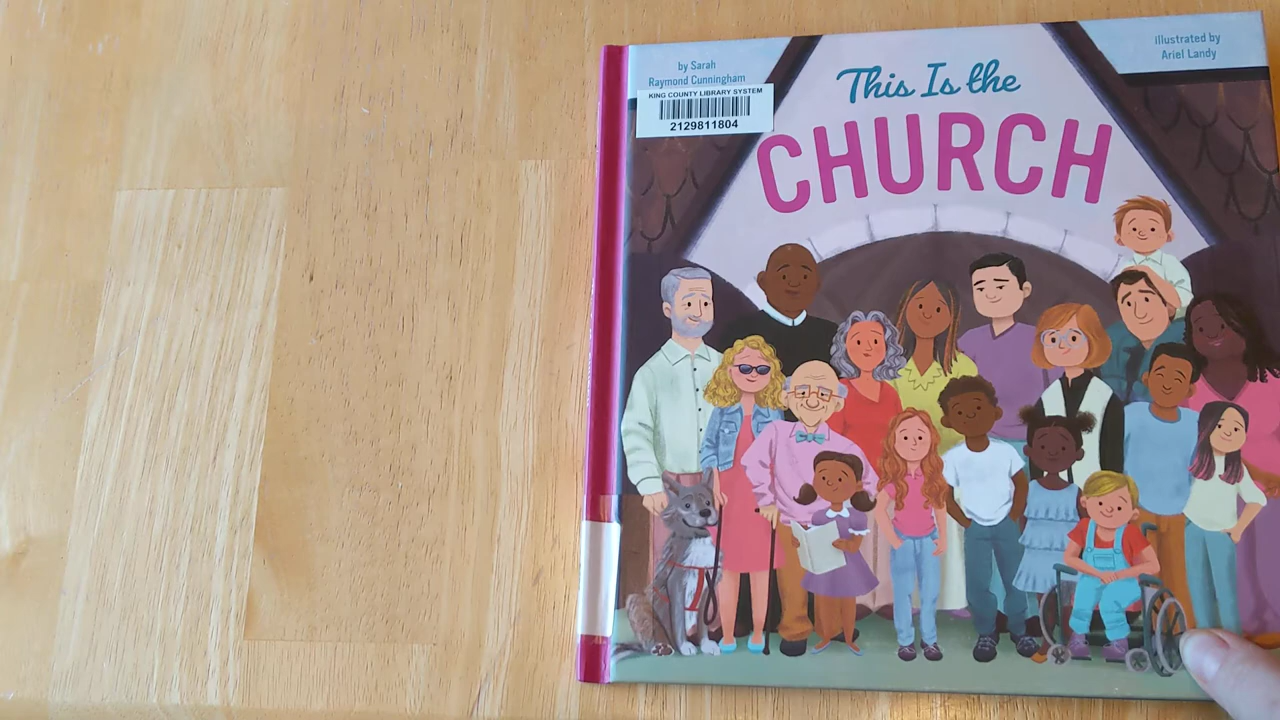 by Sarah
Raymond Cunningham
KING COUNTY LIBRARY SYSTEM
2129811804
This Is the
CHURCH
illustrated by
Ariel Landy